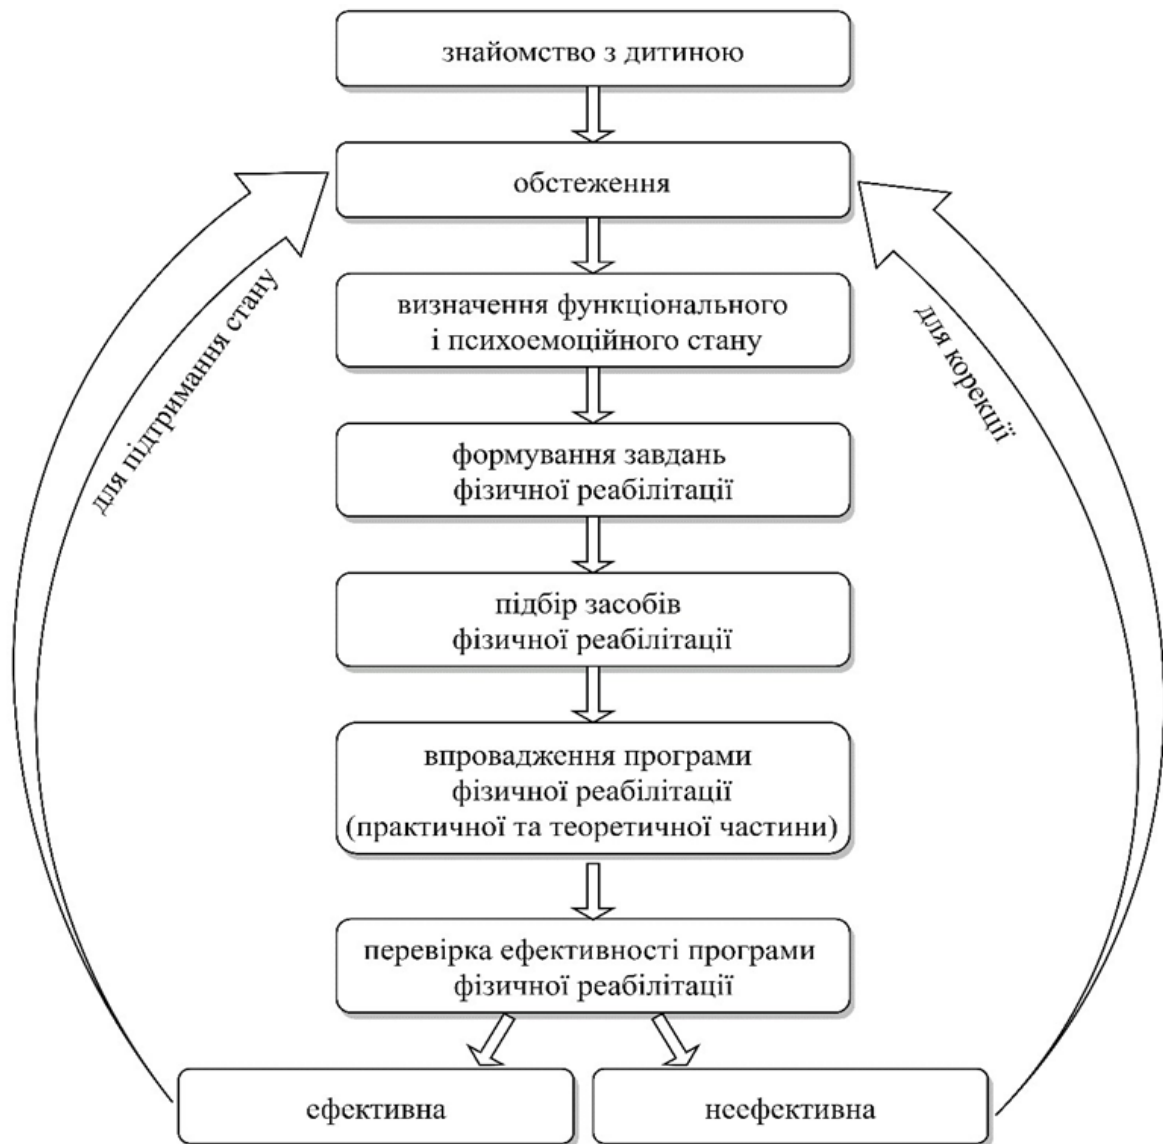 знайомство з дитиною
обстеження
визначення функціонального
і психоемоційного стану
формування завдань
фізичної реабілітації
підбір засобів
фізичної реабілітації
впровадження програми
фізичної реабілітації
(практичної та теоретичної частини)
перевірка ефективності програми
фізичної реабілітації
ефективна
неефективна
для підтримання стану
для корекції